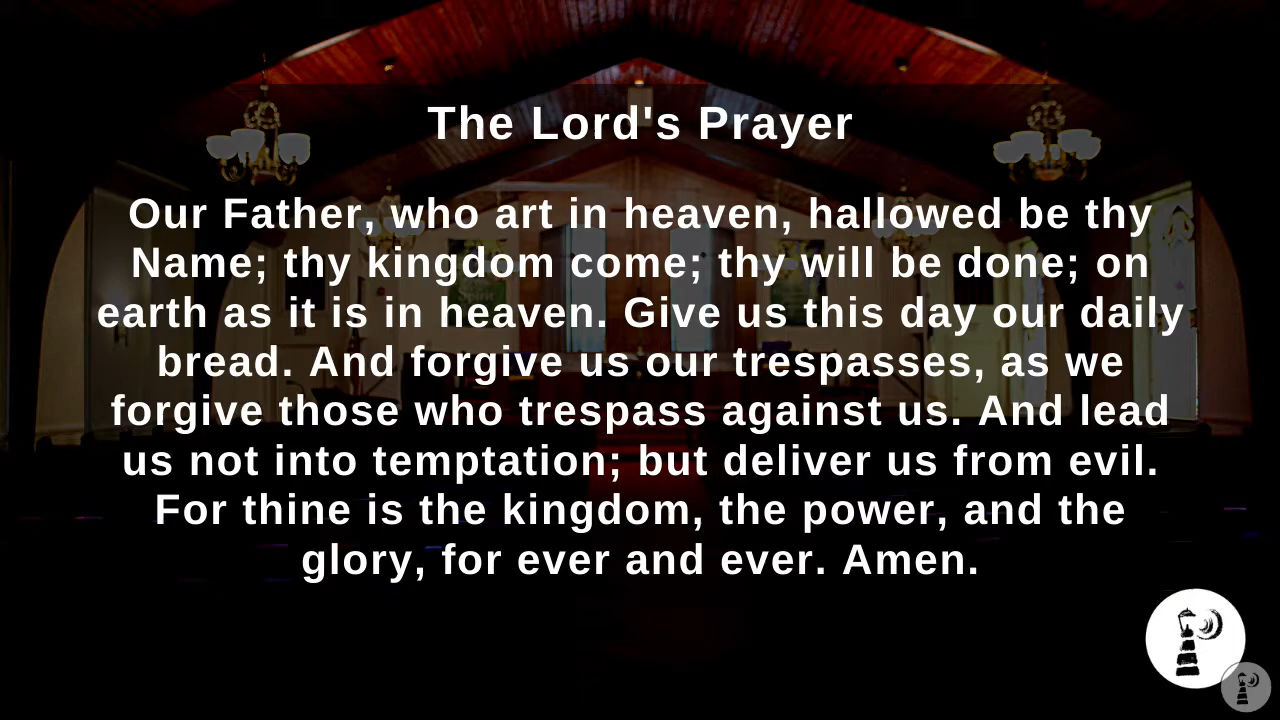 The Lord's Prayer
Our Father, who art in heaven, hallowed be thy
Name; thy kingdom come; thy will be done; on
earth as it is in heaven. Give us this day our daily
bread. And forgive us our trespasses, as we
forgive those who trespass against us. And lead
us not into temptation; but deliver us from evil.
For thine is the kingdom, the power, and the
glory, for ever and ever. Amen.